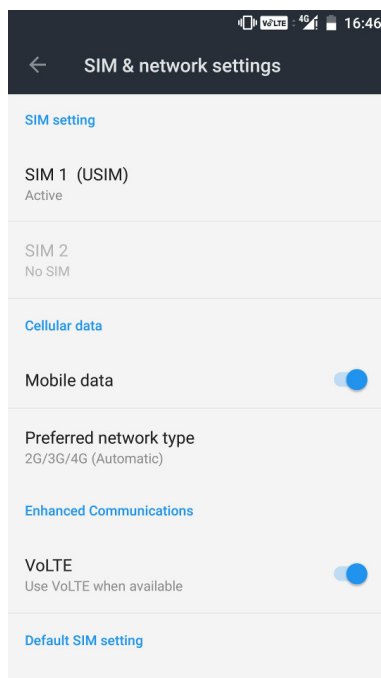 VoLTE 4G 16:46
SIM & network settings
SIM setting
SIM 1 (USIM)
Active
SIM 2
No SIM
Cellular data
Mobile data
Preferred network type
2G/3G/4G (Automatic)
Enhanced Communications
VoLTE
Use VoLTE when available
Default SIM setting